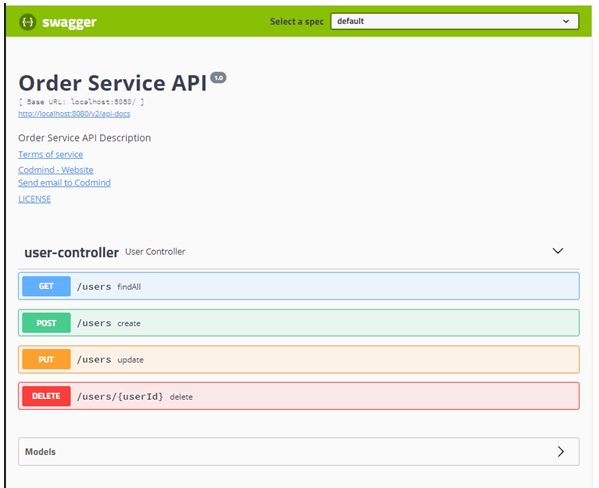 {··} swagger Select a spec default
Order Service API 1.0
[ Base URL: localhost:8080/ ]
http://localhost:8080/v2/api-docs
Order Service API Description
Terms of service
Codmind - Website
Send email to Codmind
LICENSE
user-controller User Controller
GET /users findAll
POST /users create
PUT /users update
DELETE /users/{userId} delete
Models